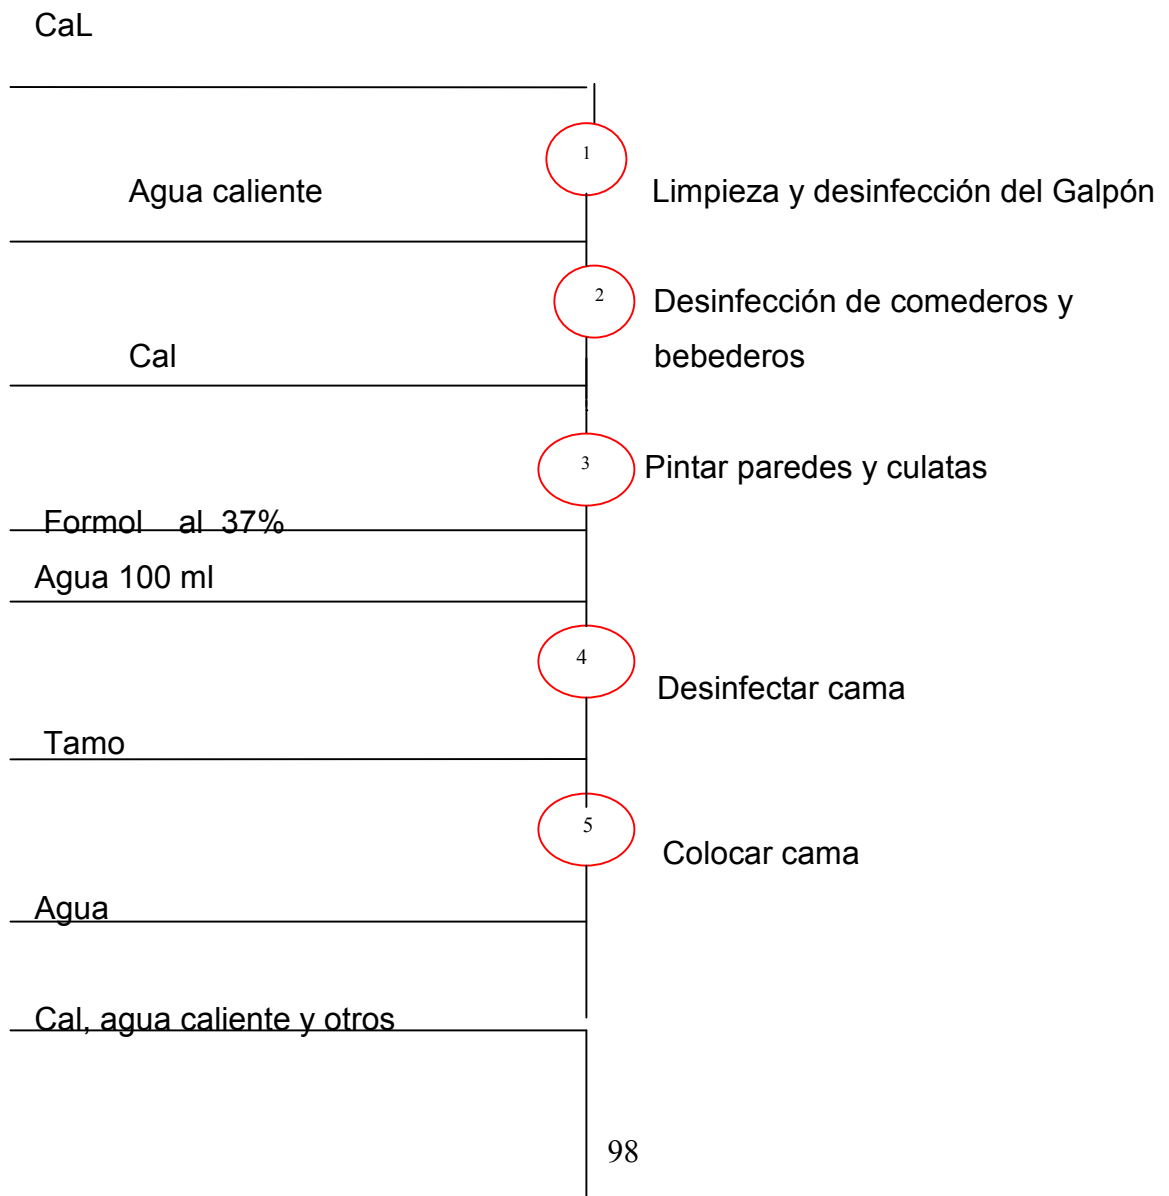 CaL
1
Agua caliente
Limpieza y desinfección del Galpón
2
Desinfección de comederos y
Cal
bebederos
3
Pintar paredes y culatas
Formol al 37%
Agua 100 ml
4
Desinfectar cama
Tamo
5
Colocar cama
Agua
Cal, agua caliente y otros
98